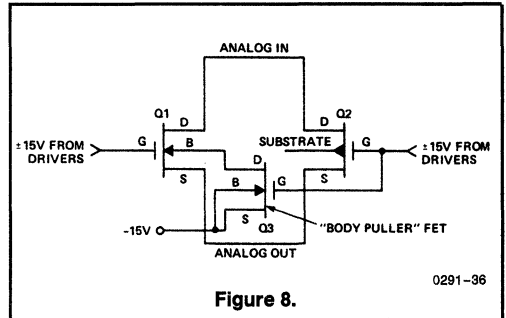 ANALOG IN
Q1
Q2
D
D
±15V FROM
DRIVERS
G
B
SUBSTRATE
G
±15V FROM
DRIVERS
S
D
S
B
G
-15V
S
Q3
"BODY PULLER" FET
ANALOG OUT
0291-36
Figure 8.